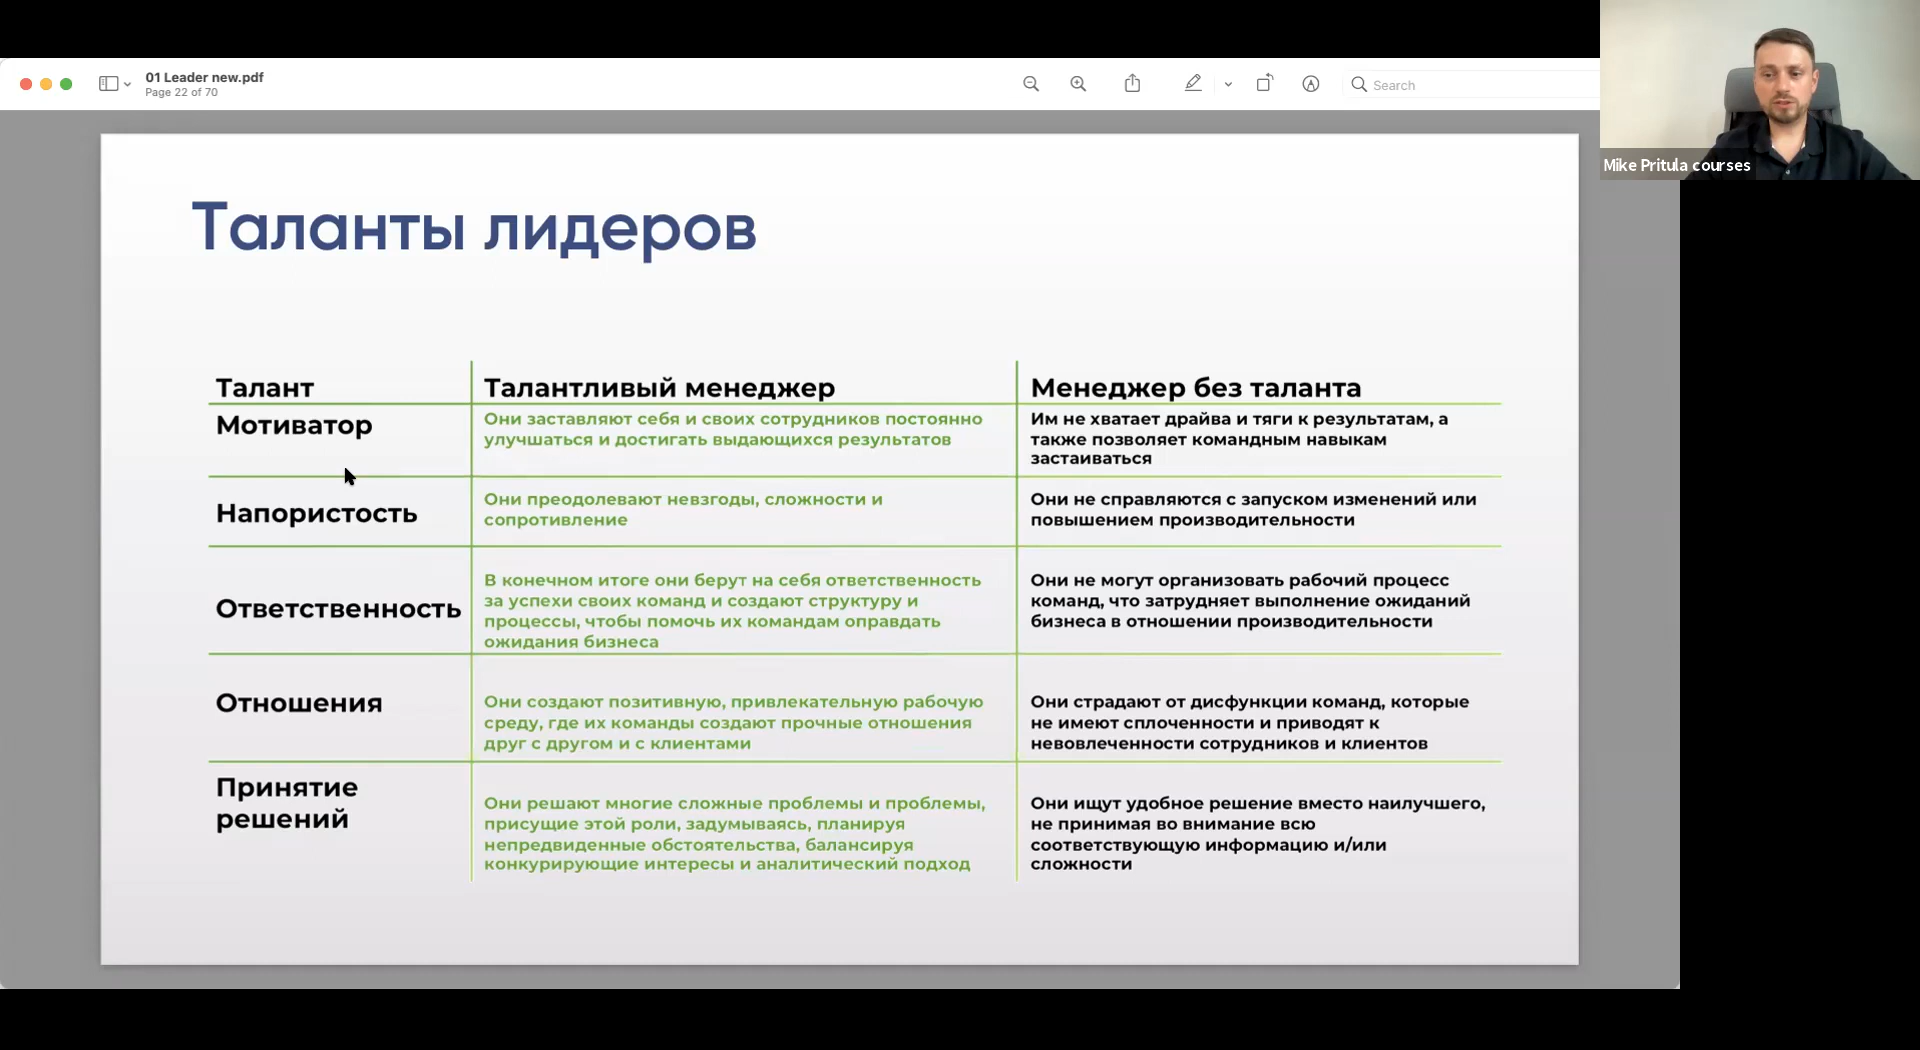 01 Leader new.pdf
Page 22 of 70
Search
Mike Pritula courses
Таланты лидеров
Талант
Талантливый менеджер
Менеджер без таланта
Мотиватор
Они заставляют себя и своих сотрудников постоянно
улучшаться и достигать выдающихся результатов
Им не хватает драйва и тяги к результатам, а
также позволяет командным навыкам
застаиваться
Напористость
Они преодолевают невзгоды, сложности и
сопротивление
Они не справляются с запуском изменений или
повышением производительности
Ответственность
В конечном итоге они берут на себя ответственность
за успехи своих команд и создают структуру и
процессы, чтобы помочь их командам оправдать
ожидания бизнеса
Они не могут организовать рабочий процесс
команд, что затрудняет выполнение ожиданий
бизнеса в отношении производительности
Отношения
Они создают позитивную, привлекательную рабочую
среду, где их команды создают прочные отношения
друг с другом и с клиентами
Они страдают от дисфункции команд, которые
не имеют сплоченности и приводят к
невовлеченности сотрудников и клиентов
Принятие
решений
Они решают многие сложные проблемы и проблемы,
присущие этой роли, задумываясь, планируя
непредвиденные обстоятельства, балансируя
конкурирующие интересы и аналитический подход
Они ищут удобное решение вместо наилучшего,
не принимая во внимание всю
соответствующую информацию и/или
сложности